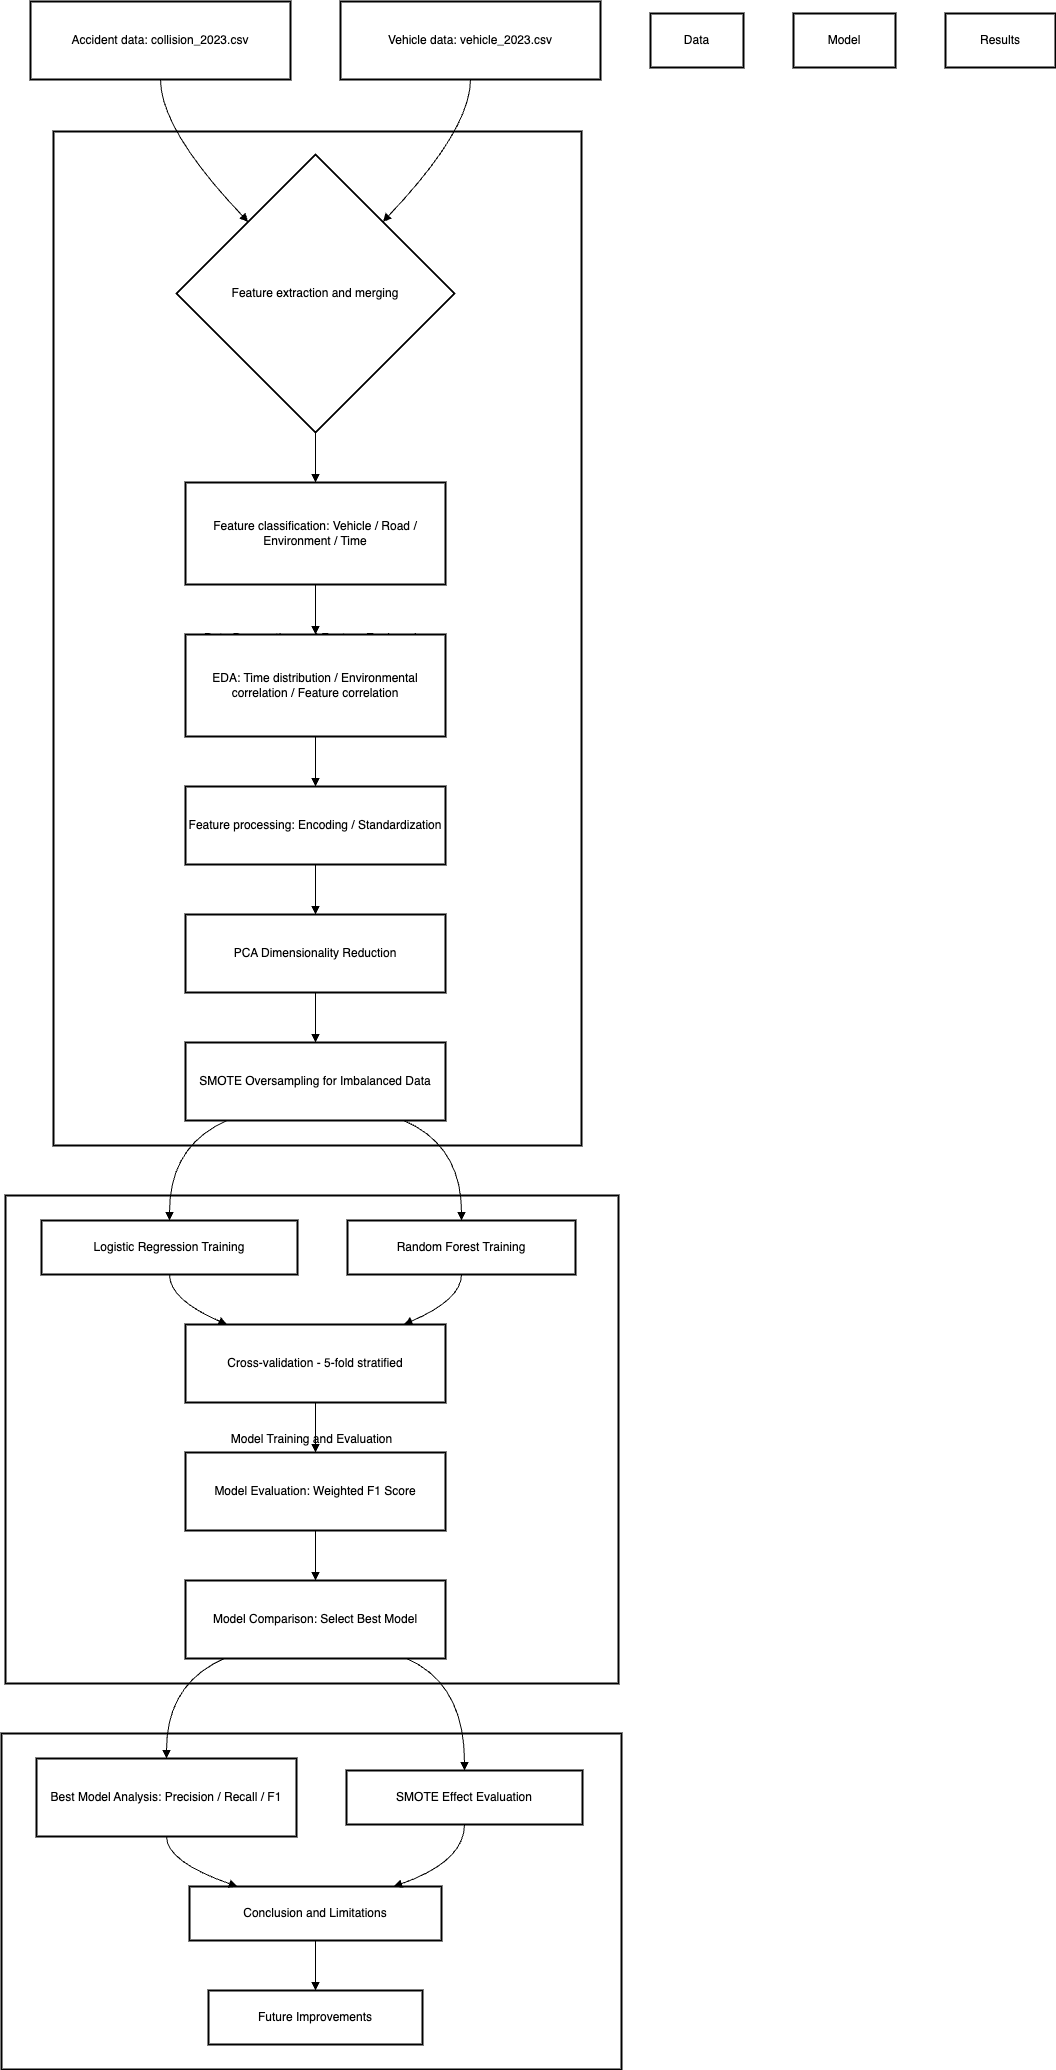 Accident data: collision_2023.csv
Vehicle data: vehicle_2023.csv
Data
Model
Results
Feature extraction and merging
Feature classification: Vehicle / Road /
Environment / Time
EDA: Time distribution / Environmental
correlation / Feature correlation
Feature processing: Encoding / Standardization
PCA Dimensionality Reduction
SMOTE Oversampling for Imbalanced Data
Logistic Regression Training
Random Forest Training
Cross-validation - 5-fold stratified
Model Training and Evaluation
Model Evaluation: Weighted F1 Score
Model Comparison: Select Best Model
Best Model Analysis: Precision / Recall / F1
SMOTE Effect Evaluation
Conclusion and Limitations
Future Improvements